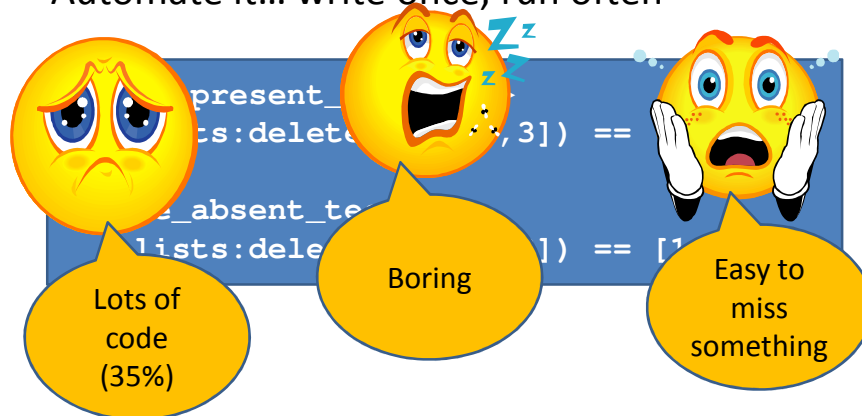 Automate it… write once, run often
present_
ts:delete ,3]) ==
e_absent_te
lists:dele ]) == [1
Z z
z Z
Lots of
code
(35%)
Boring
Easy to
miss
something